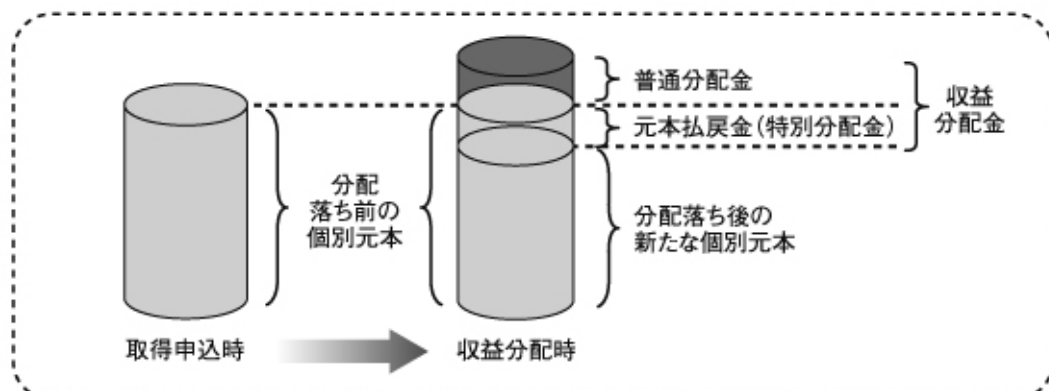 普通分配金
元本払戻金(特別分配金)
収益
分配金
分配
落ち前の
個別元本
分配落ち後の
新たな個別元本
取得申込時
収益分配時